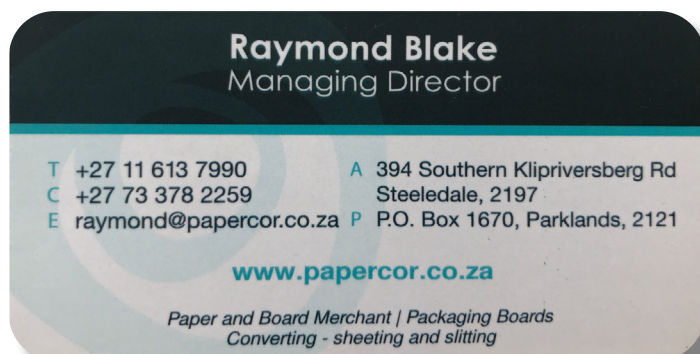 Raymond Blake
Managing Director
T +27 11 613 7990
C +27 73 378 2259
E raymond@papercor.co.za
A 394 Southern Klipriversberg Rd
Steeledale, 2197
P P.O. Box 1670, Parklands, 2121
www.papercor.co.za
Paper and Board Merchant | Packaging Boards
Converting - sheeting and slitting